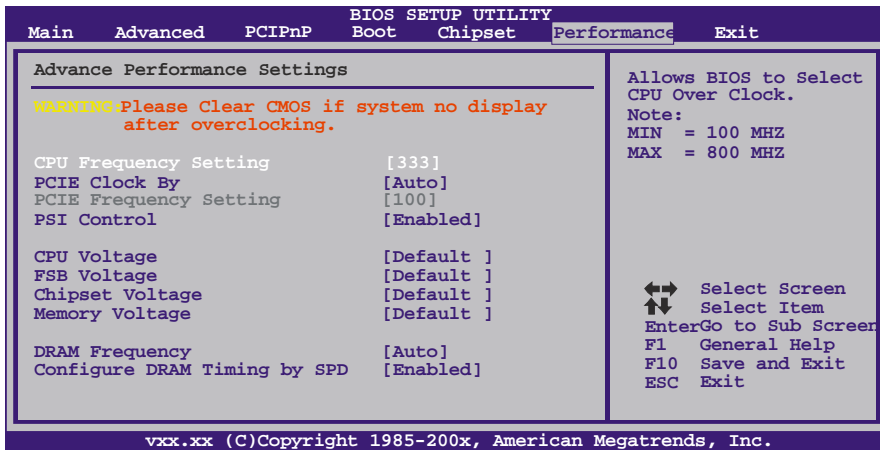 BIOS SETUP UTILITY
Main Advanced PCIPnP Boot Chipset Performance Exit
Advance Performance Settings
WARNING:Please Clear CMOS if system no display
after overclocking.
CPU Frequency Setting [333]
PCIE Clock By [Auto]
PCIE Frequency Setting [100]
PSI Control [Enabled]
CPU Voltage [Default ]
FSB Voltage [Default ]
Chipset Voltage [Default ]
Memory Voltage [Default ]
DRAM Frequency [Auto]
Configure DRAM Timing by SPD [Enabled]
Allows BIOS to Select
CPU Over Clock.
Note:
MIN = 100 MHZ
MAX = 800 MHZ
Select Screen
Select Item
EnterGo to Sub Screen
F1 General Help
F10 Save and Exit
ESC Exit
vxx.xx (C)Copyright 1985-200x, American Megatrends, Inc.